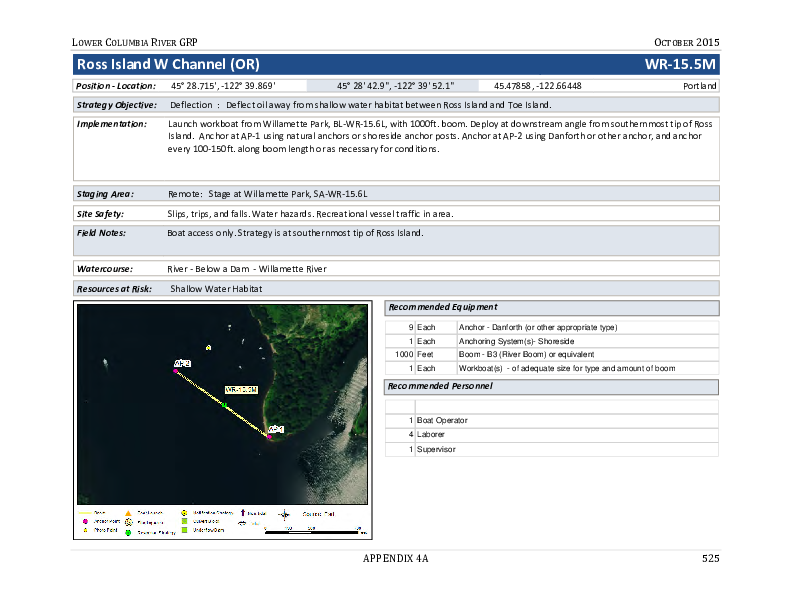 LOWER COLUMBIA RIVER GRP OCTOBER 2015
Ross Island W Channel (OR) WR-15.5M
Position - Location: 45° 28.715', -122° 39.869' 45° 28' 42.9", -122° 39' 52.1" 45.47858, -122.66448 Portland
Strategy Objective: Deflection : Deflect oil away from shallow water habitat between Ross Island and Toe Island.
Implementation: Launch workboat from Willamette Park, BL-WR-15.6L, with 1000ft. boom. Deploy at downstream angle from southernmost tip of Ross
Island. Anchor at AP-1 using natural anchors or shoreside anchor posts. Anchor at AP-2 using Danforth or other anchor, and anchor
every 100-150ft. along boom length or as necessary for conditions.
Staging Area: Remote: Stage at Willamette Park, SA-WR-15.6L
Site Safety: Slips, trips, and falls. Water hazards. Recreational vessel traffic in area.
Field Notes: Boat access only. Strategy is at southernmost tip of Ross Island.
Watercourse: River - Below a Dam - Willamette River
Resources at Risk: Shallow Water Habitat
Recommended Equipment
9 Each Anchor - Danforth (or other appropriate type)
1 Each Anchoring System(s)- Shoreside
1000 Feet Boom - B3 (River Boom) or equivalent
1 Each Workboat(s) - of adequate size for type and amount of boom
Recommended Personnel
1 Boat Operator
4 Laborer
1 Supervisor
AP-2
WR-15.5M
AP-1
Anchor Point
Photo Point
APPENDIX 4A 525